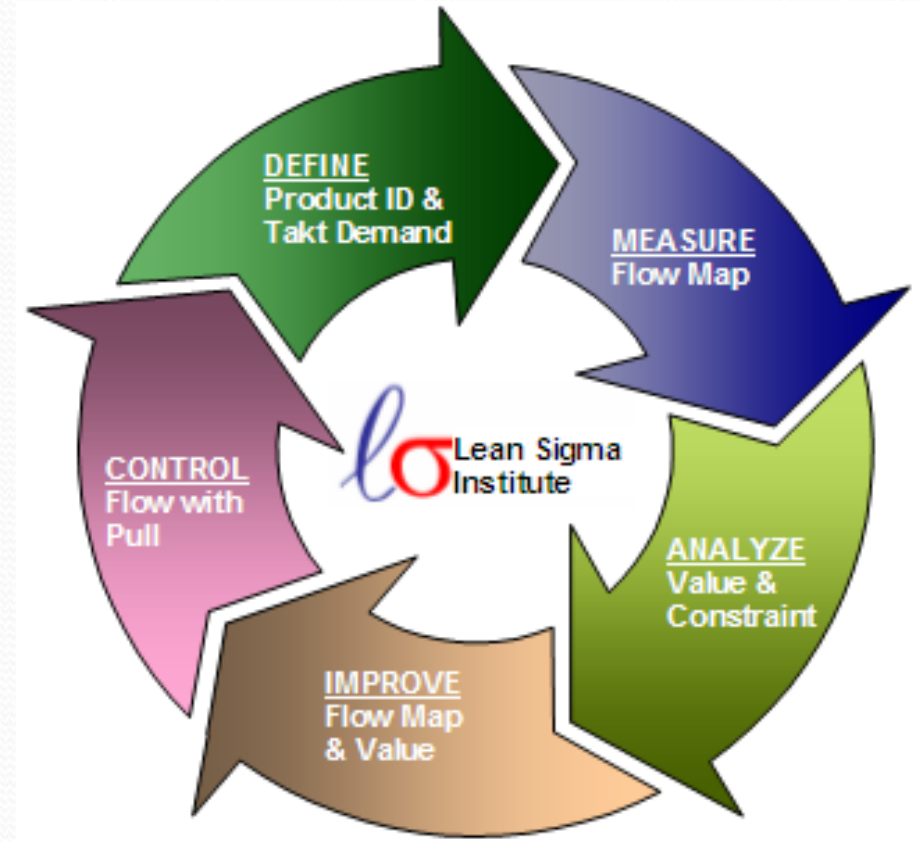 DEFINE
Product ID &
Takt Demand
MEASURE
Flow Map
ANALYZE
Value &
Constraint
IMPROVE
Flow Map
& Value
CONTROL
Flow with
Pull
ℓσ Lean Sigma
Institute